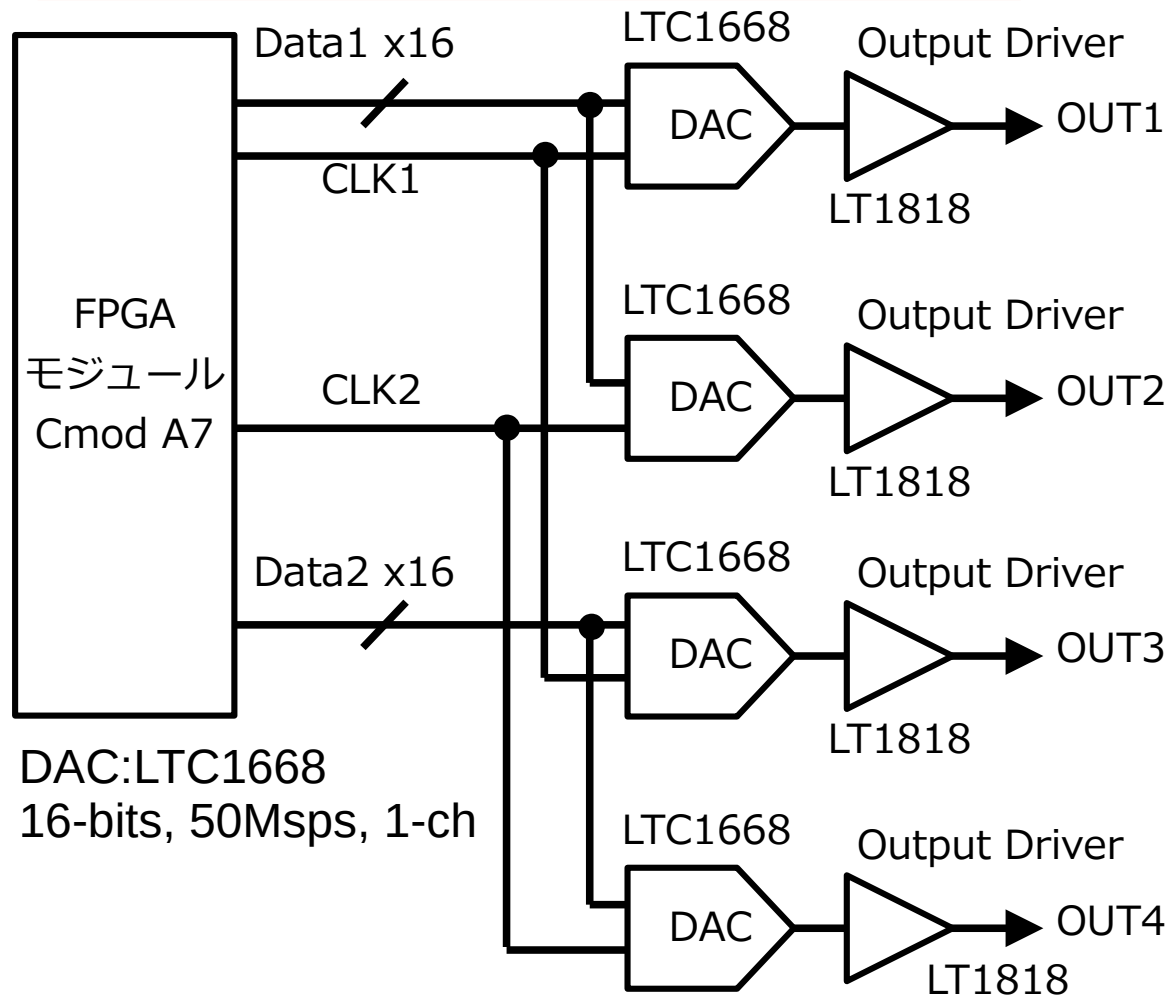 Data1 x16
LTC1668
Output Driver
DAC
OUT1
CLK1
LT1818
FPGA
モジュール
Cmod A7
LTC1668
Output Driver
CLK2
DAC
OUT2
LT1818
Data2 x16
LTC1668
Output Driver
DAC
OUT3
LT1818
DAC:LTC1668
16-bits, 50Msps, 1-ch
LTC1668
Output Driver
DAC
OUT4
LT1818